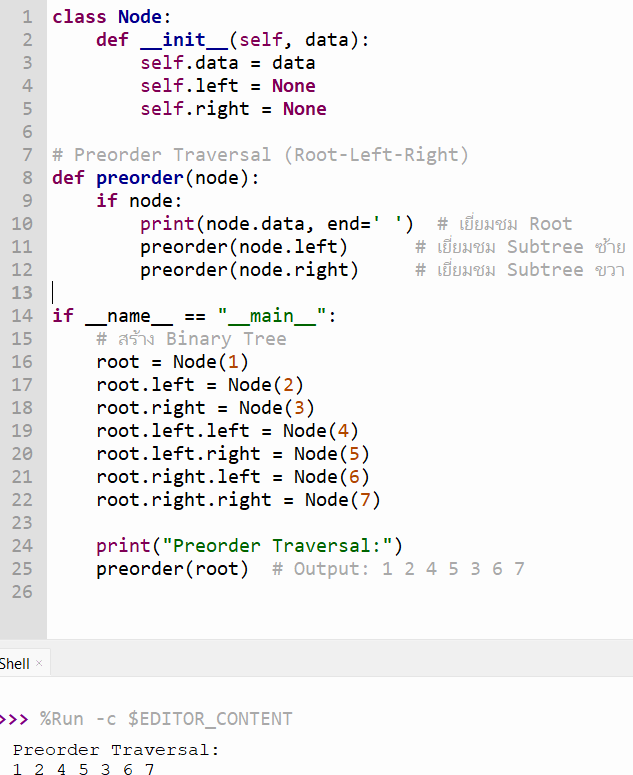 1 class Node:
2     def __init__(self, data):
3         self.data = data
4         self.left = None
5         self.right = None
6
7 # Preorder Traversal (Root-Left-Right)
8 def preorder(node):
9     if node:
10         print(node.data, end=' ')  # เยี่ยมชม Root
11         preorder(node.left)      # เยี่ยมชม Subtree ซ้าย
12         preorder(node.right)     # เยี่ยมชม Subtree ขวา
13
14 if __name__ == "__main__":
15     # สร้าง Binary Tree
16     root = Node(1)
17     root.left = Node(2)
18     root.right = Node(3)
19     root.left.left = Node(4)
20     root.left.right = Node(5)
21     root.right.left = Node(6)
22     root.right.right = Node(7)
23
24     print("Preorder Traversal:")
25     preorder(root)  # Output: 1 2 4 5 3 6 7
26
Shell ×
>>> %Run -c $EDITOR_CONTENT
Preorder Traversal:
1 2 4 5 3 6 7